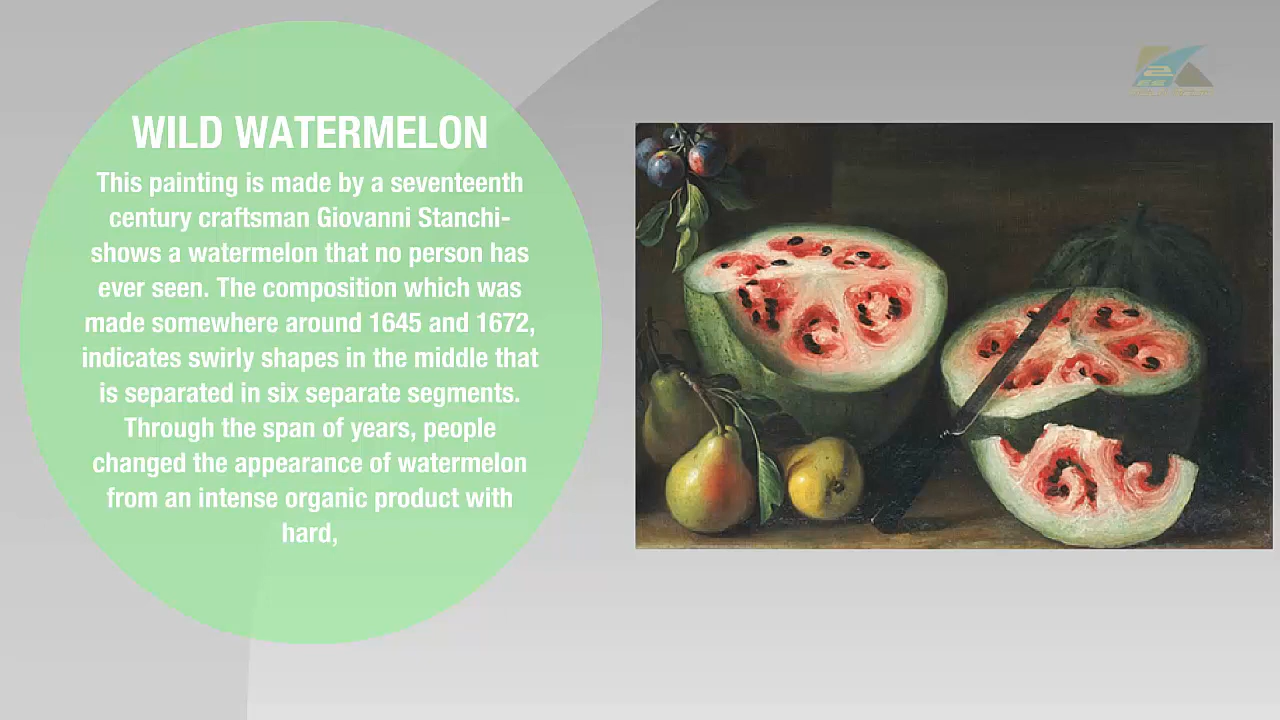 WILD WATERMELON
This painting is made by a seventeenth
century craftsman Giovanni Stanchi-
shows a watermelon that no person has
ever seen. The composition which was
made somewhere around 1645 and 1672,
indicates swirly shapes in the middle that
is separated in six separate segments.
Through the span of years, people
changed the appearance of watermelon
from an intense organic product with
hard,